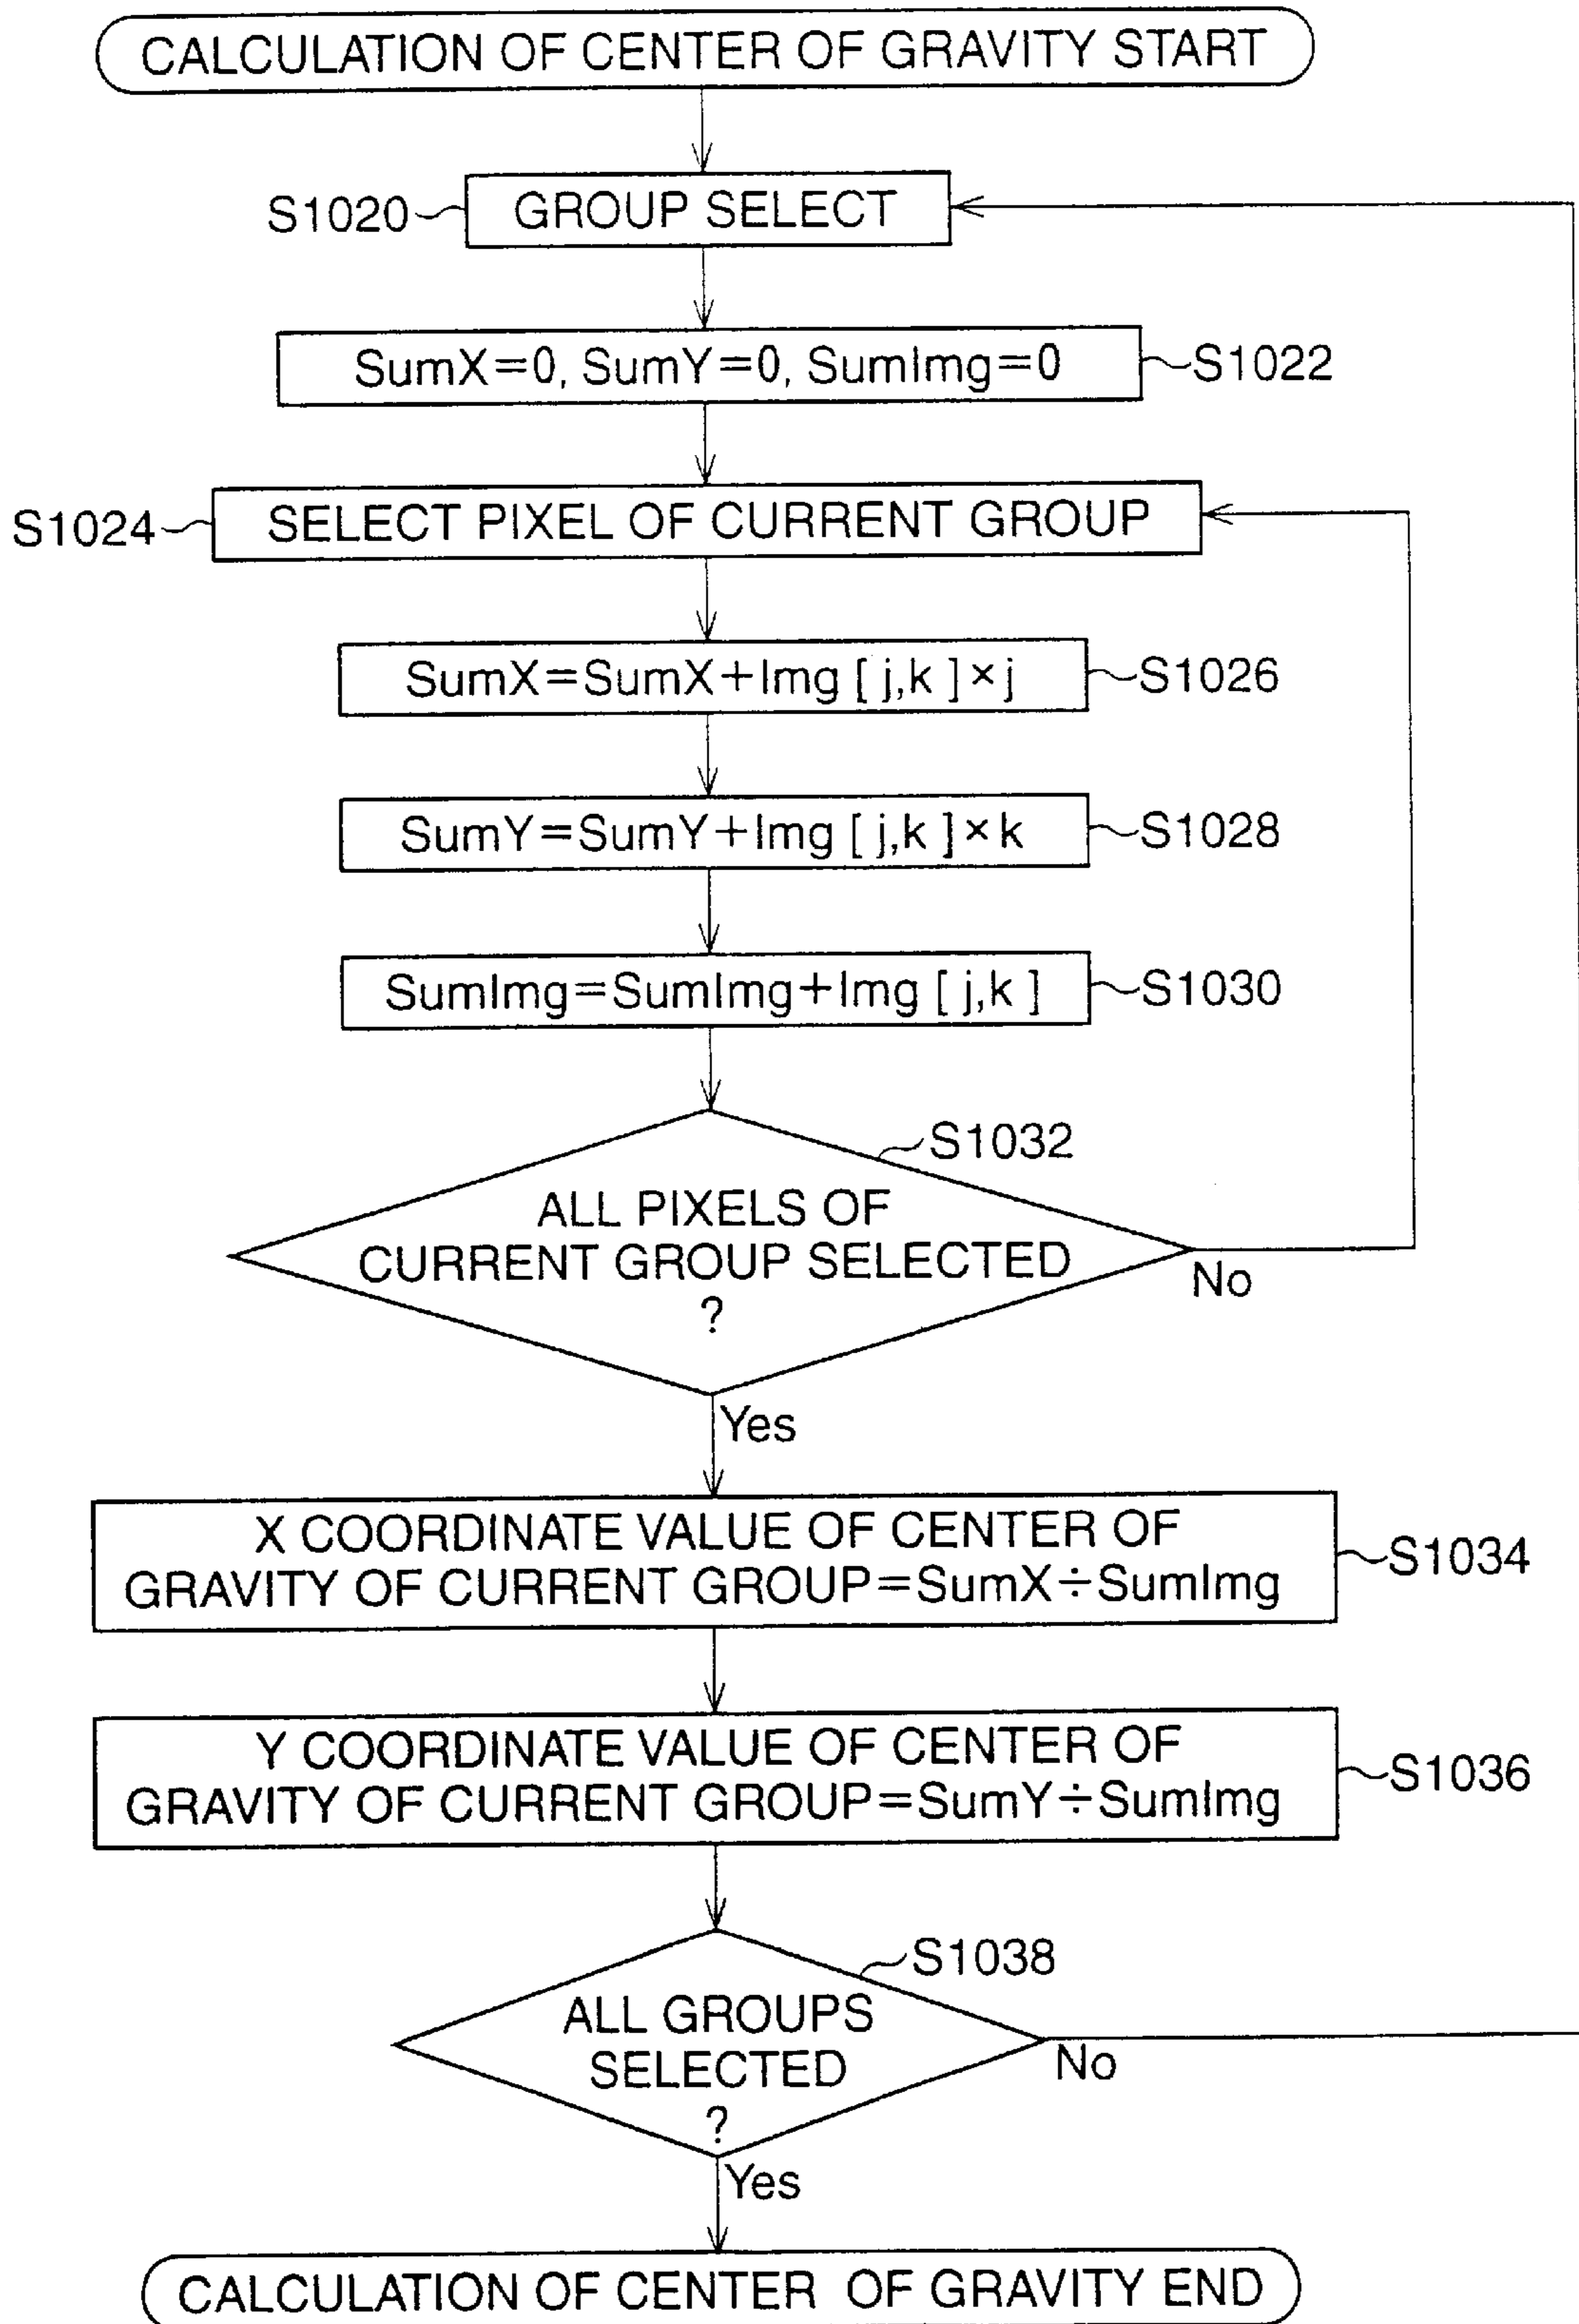 CALCULATION OF CENTER OF GRAVITY START
S1020 GROUP SELECT
SumX=0, SumY=0, SumImg=0 S1022
S1024 SELECT PIXEL OF CURRENT GROUP
SumX=SumX+Img [ j,k ]×j S1026
SumY=SumY+Img [ j,k ]×k S1028
SumImg=SumImg+Img [ j,k ] S1030
S1032
ALL PIXELS OF
CURRENT GROUP SELECTED
?
No
Yes
X COORDINATE VALUE OF CENTER OF
GRAVITY OF CURRENT GROUP=SumX÷SumImg
S1034
Y COORDINATE VALUE OF CENTER OF
GRAVITY OF CURRENT GROUP=SumY÷SumImg
S1036
S1038
ALL GROUPS
SELECTED
?
No
Yes
CALCULATION OF CENTER OF GRAVITY END